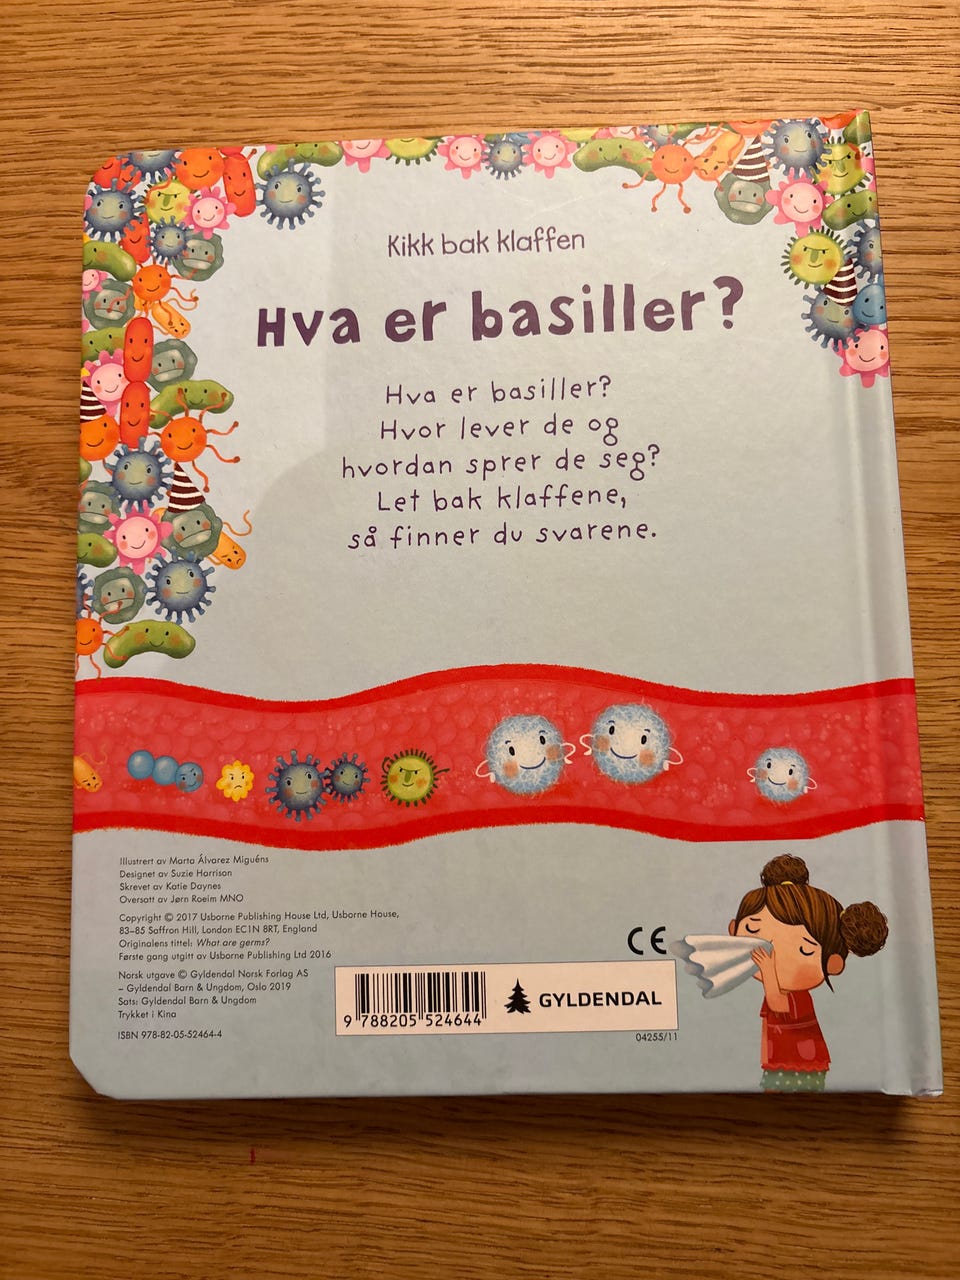 Kikk bak klaffen
Hva er basiller?
Hva er basiller?
Hvor lever de og
hvordan sprer de seg?
Let bak klaffene,
så finner du svarene.
Illustrert av Marta Álvarez Miguéns
Designet av Suzie Harrison
Skrevet av Katie Daynes
Oversatt av Jørn Roeim MNO
Copyright © 2017 Usborne Publishing House Ltd, Usborne House,
83–85 Saffron Hill, London EC1N 8RT, England
Originalens tittel: What are germs?
Første gang utgitt av Usborne Publishing Ltd 2016
Norsk utgave © Gyldendal Norsk Forlag AS
– Gyldendal Barn & Ungdom, Oslo 2019
Sats: Gyldendal Barn & Ungdom
Trykket i Kina
ISBN 978-82-05-52464-4
CE
9 788205 524644
GYLDENDAL
04255/11